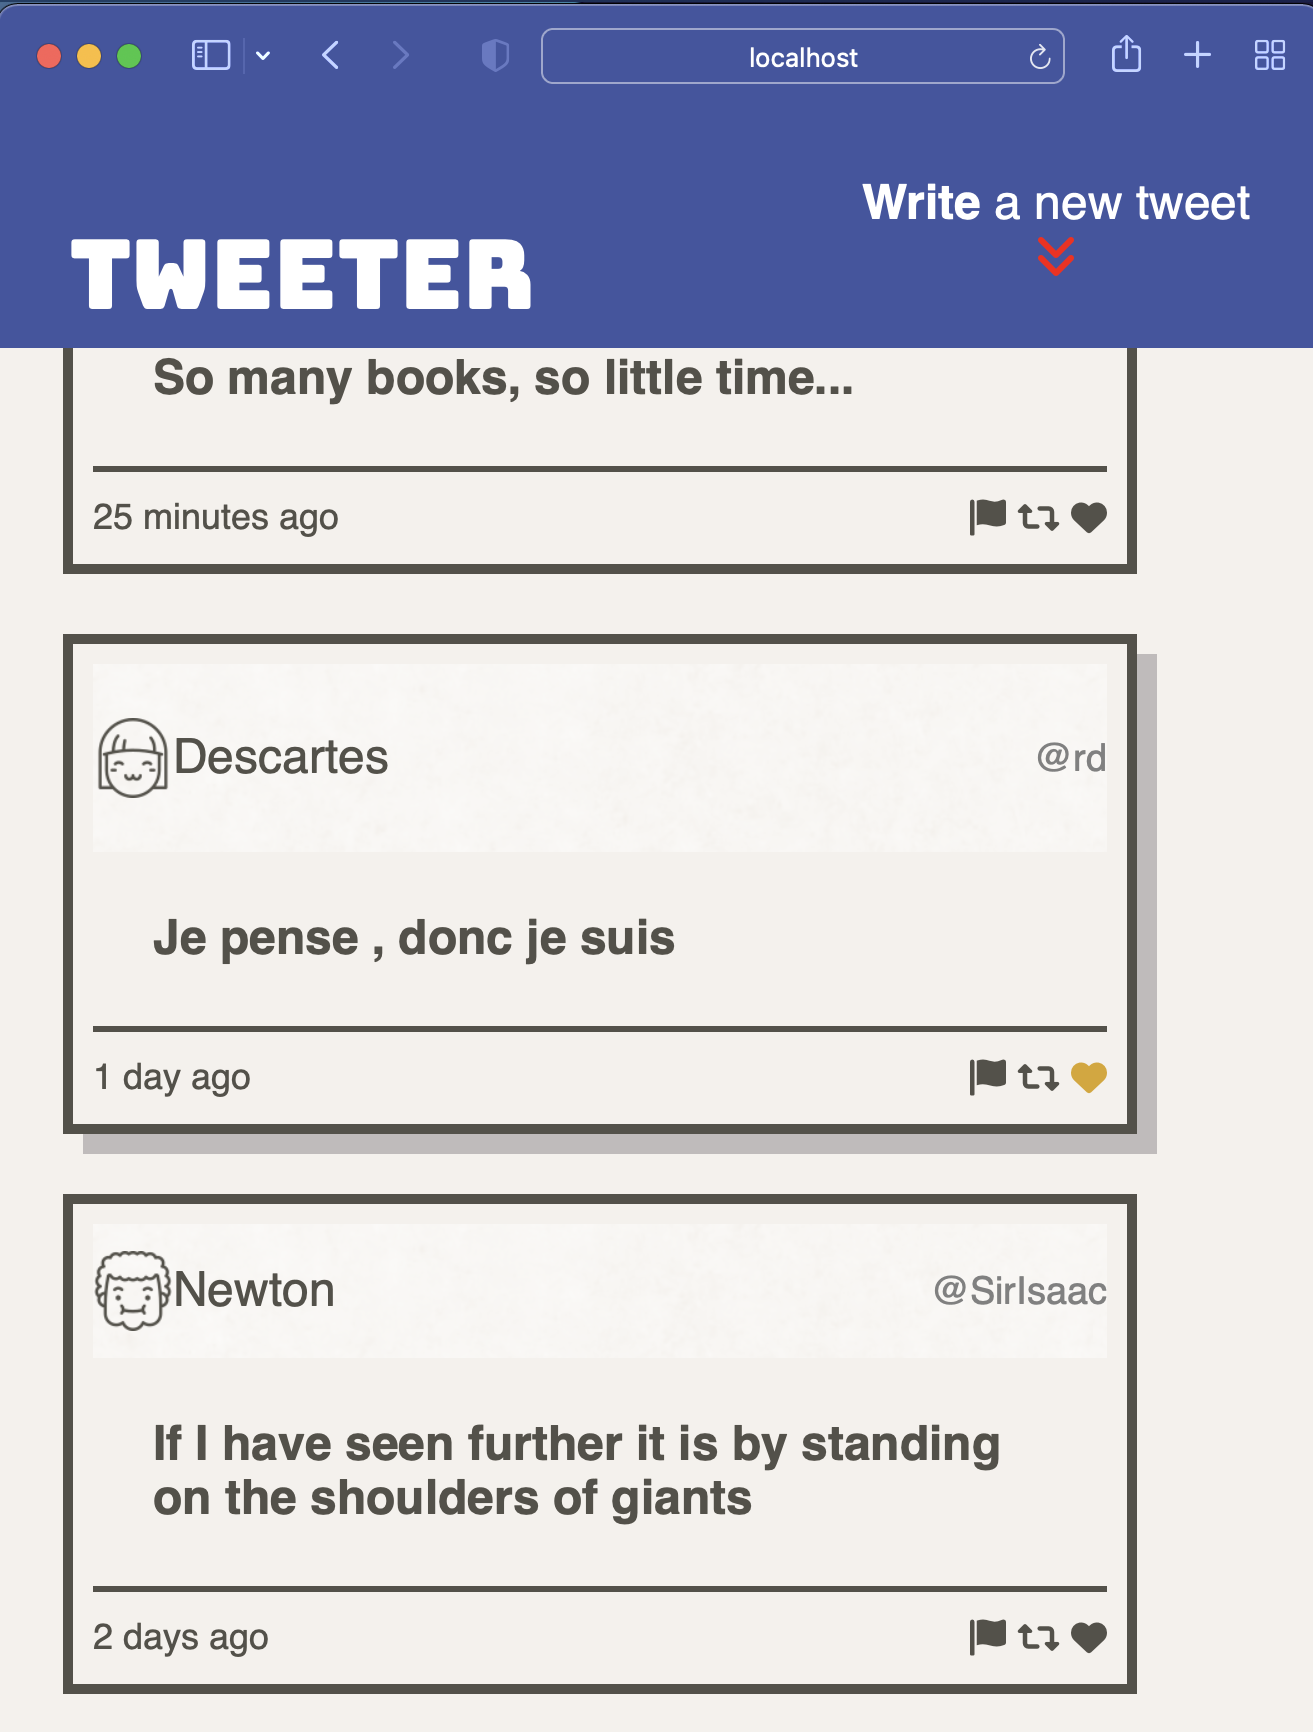 localhost
Write a new tweet
TWEETER
So many books, so little time...
25 minutes ago
Descartes @rd
Je pense , donc je suis
1 day ago
Newton @SirIsaac
If I have seen further it is by standing
on the shoulders of giants
2 days ago